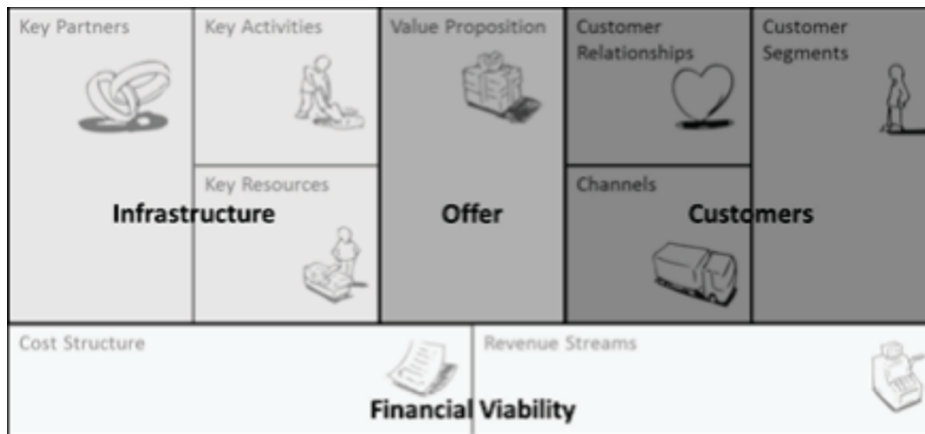 Key Partners
Key Activities
Value Proposition
Customer
Relationships
Customer
Segments
Key Resources
Channels
Infrastructure
Offer
Customers
Cost Structure
Revenue Streams
Financial Viability